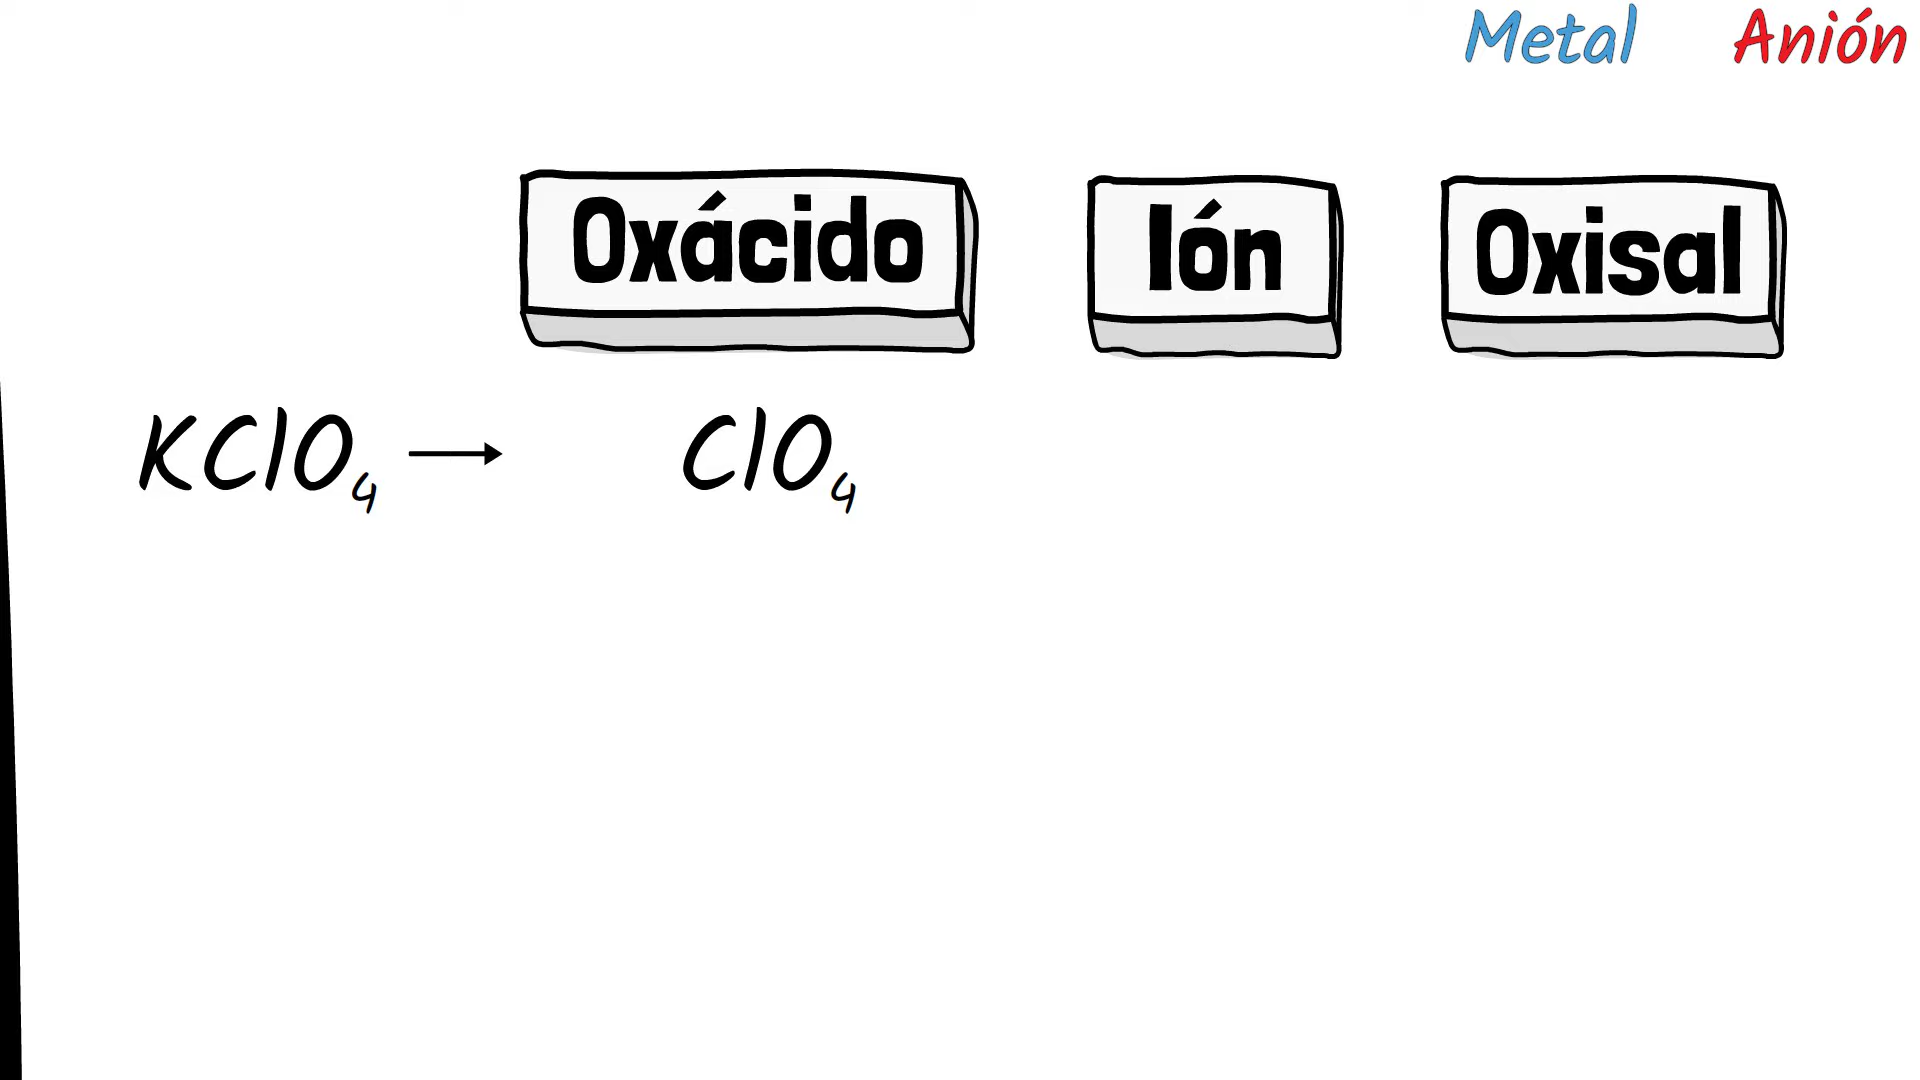 Metal Anión
Oxácido Ión Oxisal
KClO₄ → ClO₄